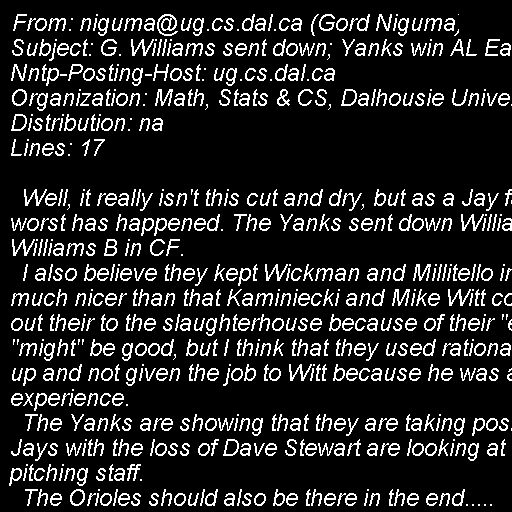 From: niguma@ug.cs.dal.ca (Gord Niguma)
Subject: G. Williams sent down; Yanks win AL Ea
Nntp-Posting-Host: ug.cs.dal.ca
Organization: Math, Stats & CS, Dalhousie Unive
Distribution: na
Lines: 17

Well, it really isn't this cut and dry, but as a Jay f
worst has happened. The Yanks sent down Willia
Williams B in CF.
I also believe they kept Wickman and Millitello in
much nicer than that Kaminiecki and Mike Witt co
out their to the slaughterhouse because of their "e
"might" be good, but I think that they used rationa
up and not given the job to Witt because he was a
experience.
The Yanks are showing that they are taking pos
Jays with the loss of Dave Stewart are looking at
pitching staff.
The Orioles should also be there in the end.....